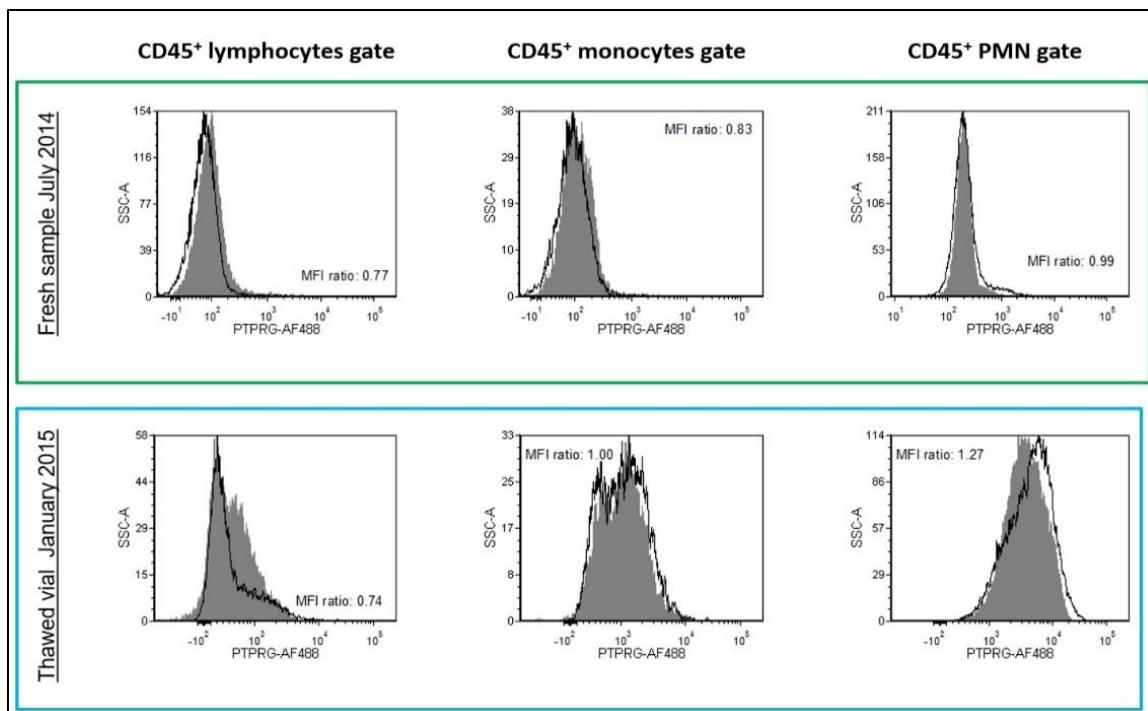 CD45⁺ lymphocytes gate
CD45⁺ monocytes gate
CD45⁺ PMN gate
Fresh sample July 2014
154
116
77
39
0
SSC-A
MFI ratio: 0.77
-10¹ 10² 10³ 10⁴ 10⁵
PTPRG-AF488
38
29
19
10
0
SSC-A
MFI ratio: 0.83
-10¹ 10² 10³ 10⁴ 10⁵
PTPRG-AF488
211
158
106
53
0
SSC-A
MFI ratio: 0.99
10¹ 10² 10³ 10⁴ 10⁵
PTPRG-AF488
Thawed vial January 2015
58
44
29
15
0
SSC-A
MFI ratio: 0.74
-10² 10³ 10⁴ 10⁵
PTPRG-AF488
33
25
17
8
0
SSC-A
MFI ratio: 1.00
-10² 10³ 10⁴ 10⁵
PTPRG-AF488
114
86
57
29
0
SSC-A
MFI ratio: 1.27
-10² 10³ 10⁴ 10⁵
PTPRG-AF488